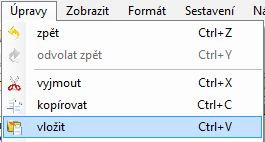 Úpravy Zobrazit Formát Sestavení
zpět Ctrl+Z
odvolat zpět Ctrl+Y
vyjmout Ctrl+X
kopírovat Ctrl+C
vložit Ctrl+V